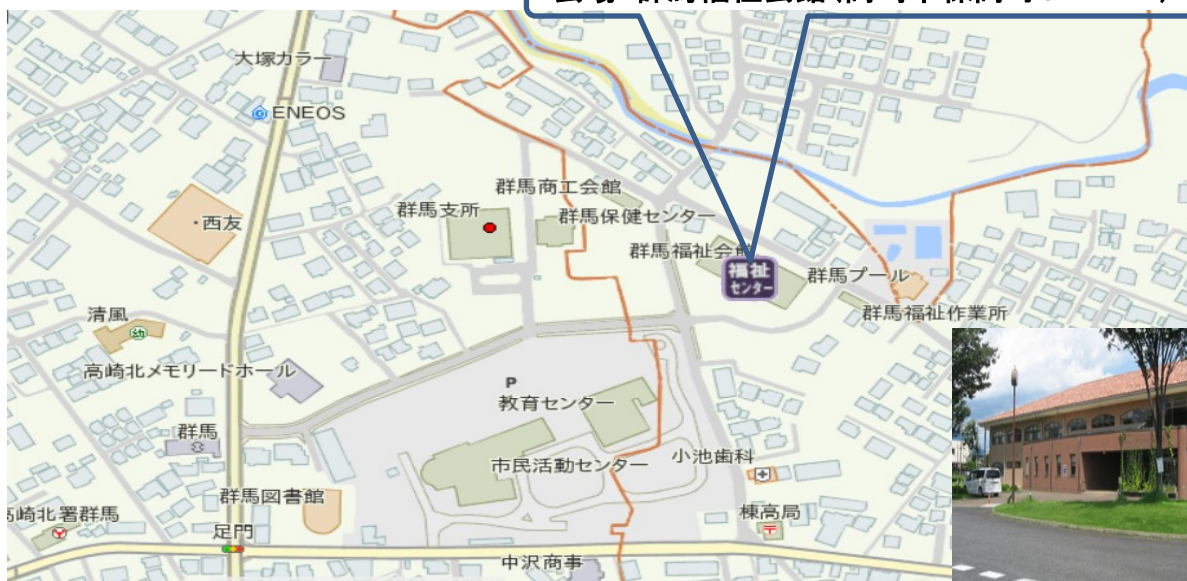 大塚カラー
ENEOS
群馬商工会館
群馬支所
群馬保健センター
・西友
群馬福祉会館
福祉
センター
群馬プール
清風
幼
群馬福祉作業所
高崎北メモリードホール
P
教育センター
群馬
市民活動センター
小池歯科
群馬図書館
高崎北署群馬
足門
棟高局
中沢商事